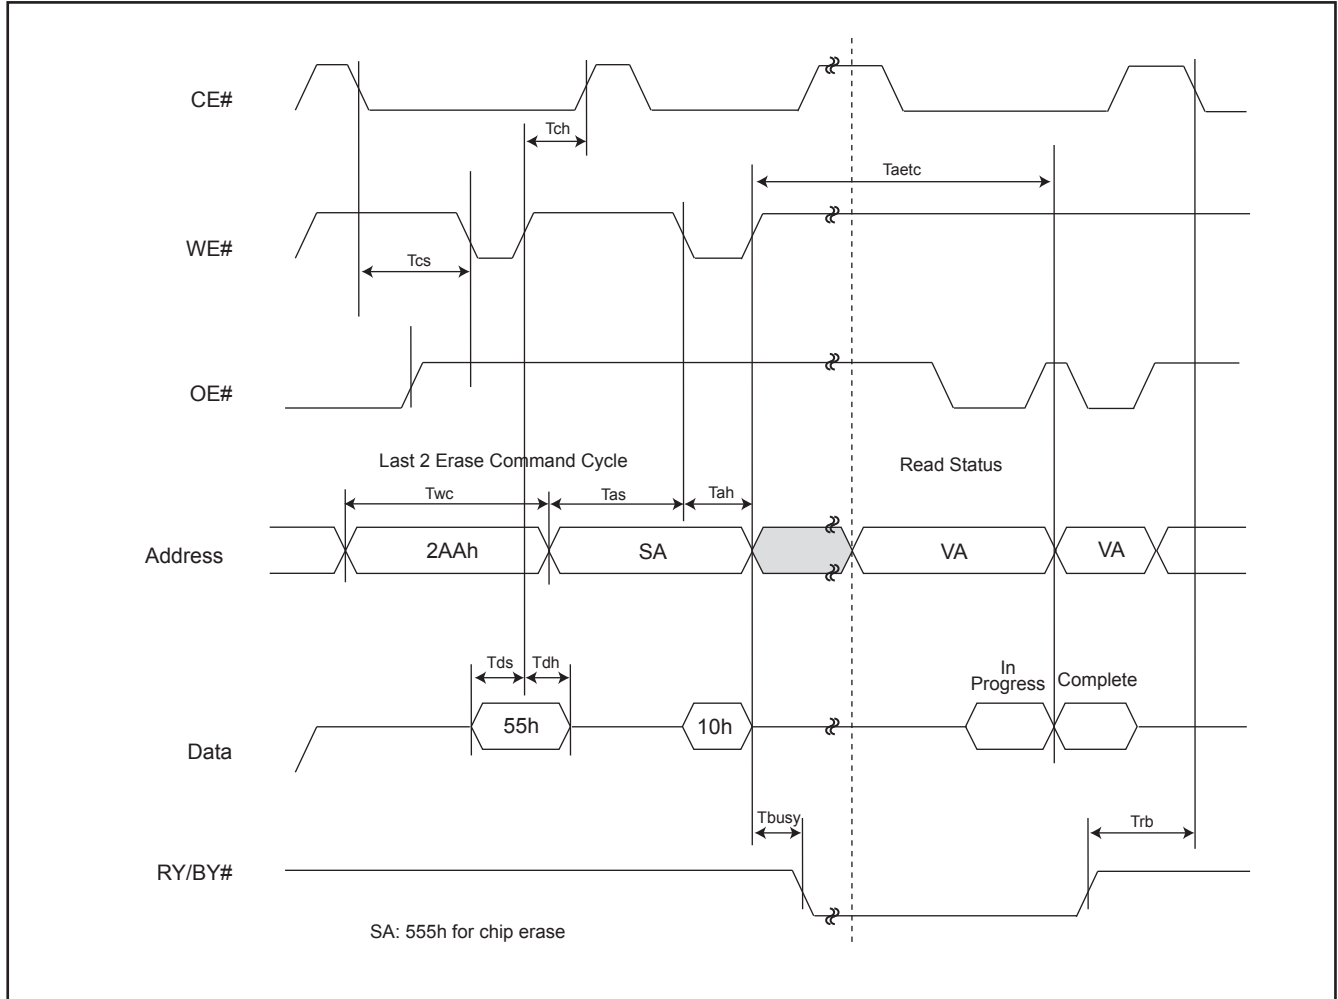 CE#
Tch
Taetc
WE#
Tcs
OE#
Last 2 Erase Command Cycle
Read Status
Twc
Tas
Tah
Address
2AAh
SA
VA
VA
Tds
Tdh
In
Progress
Complete
55h
10h
Data
Tbusy
Trb
RY/BY#
SA: 555h for chip erase